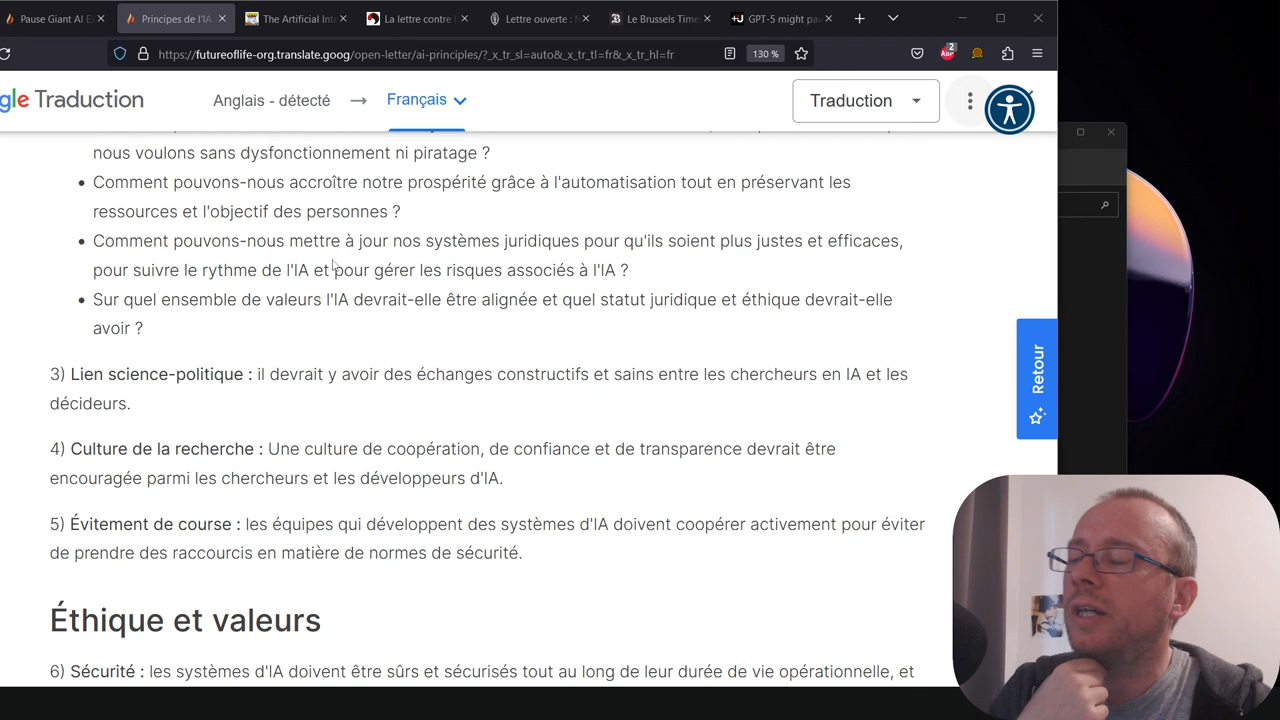 Pause Giant AI Ex
Principes de l'IA
The Artificial Inte
La lettre contre l
Lettre ouverte : N
Le Brussels Time
GPT-5 might pav
https://futureoflife-org.translate.goog/open-letter/ai-principles/?_x_tr_sl=auto&_x_tr_tl=fr&_x_tr_hl=fr
130 %
2
gle Traduction
Anglais - détecté
Français
Traduction
nous voulons sans dysfonctionnement ni piratage ?
Comment pouvons-nous accroître notre prospérité grâce à l'automatisation tout en préservant les
ressources et l'objectif des personnes ?
Comment pouvons-nous mettre à jour nos systèmes juridiques pour qu'ils soient plus justes et efficaces,
pour suivre le rythme de l'IA et pour gérer les risques associés à l'IA ?
Sur quel ensemble de valeurs l'IA devrait-elle être alignée et quel statut juridique et éthique devrait-elle
avoir ?
Retour
3) Lien science-politique : il devrait y avoir des échanges constructifs et sains entre les chercheurs en IA et les
décideurs.
4) Culture de la recherche : Une culture de coopération, de confiance et de transparence devrait être
encouragée parmi les chercheurs et les développeurs d'IA.
5) Évitement de course : les équipes qui développent des systèmes d'IA doivent coopérer activement pour éviter
de prendre des raccourcis en matière de normes de sécurité.
Éthique et valeurs
6) Sécurité : les systèmes d'IA doivent être sûrs et sécurisés tout au long de leur durée de vie opérationnelle, et